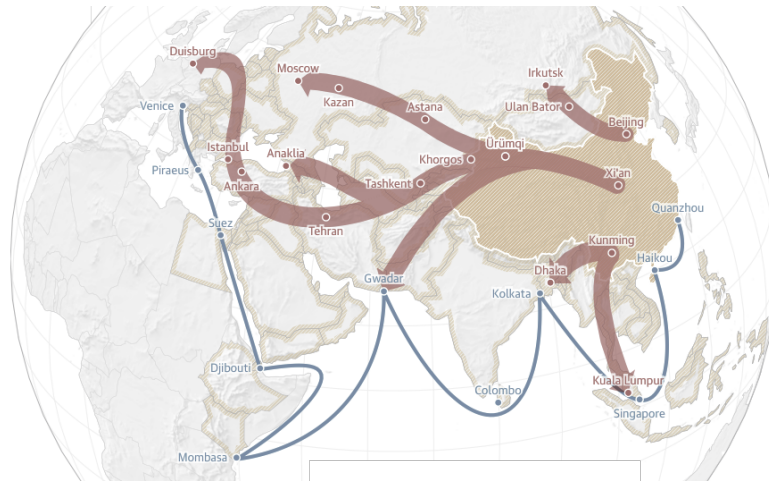 Duisburg
Moscow
Irkutsk
Kazan
Venice
Astana
Ulan Bator
Beijing
Istanbul
Anaklia
Khorgos
Ürümqi
Piraeus
Ankara
Tashkent
Xi'an
Quanzhou
Suez
Tehran
Kunming
Haikou
Gwadar
Dhaka
Kolkata
Djibouti
Colombo
Kuala Lumpur
Singapore
Mombasa